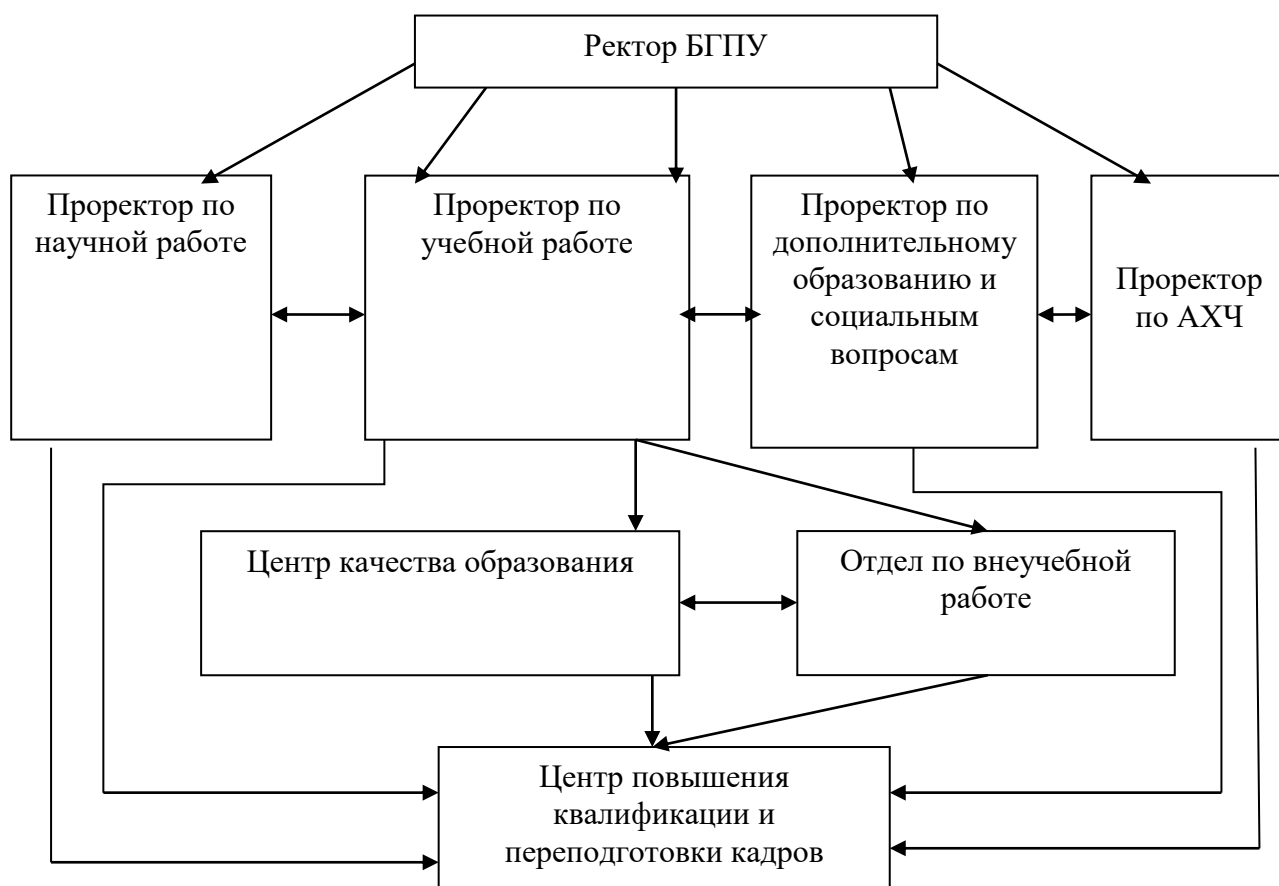 Ректор БГПУ
Проректор по
научной работе
Проректор по
учебной работе
Проректор по
дополнительному
образованию и
социальным
вопросам
Проректор
по АХЧ
Центр качества образования
Отдел по внеучебной
работе
Центр повышения
квалификации и
переподготовки кадров